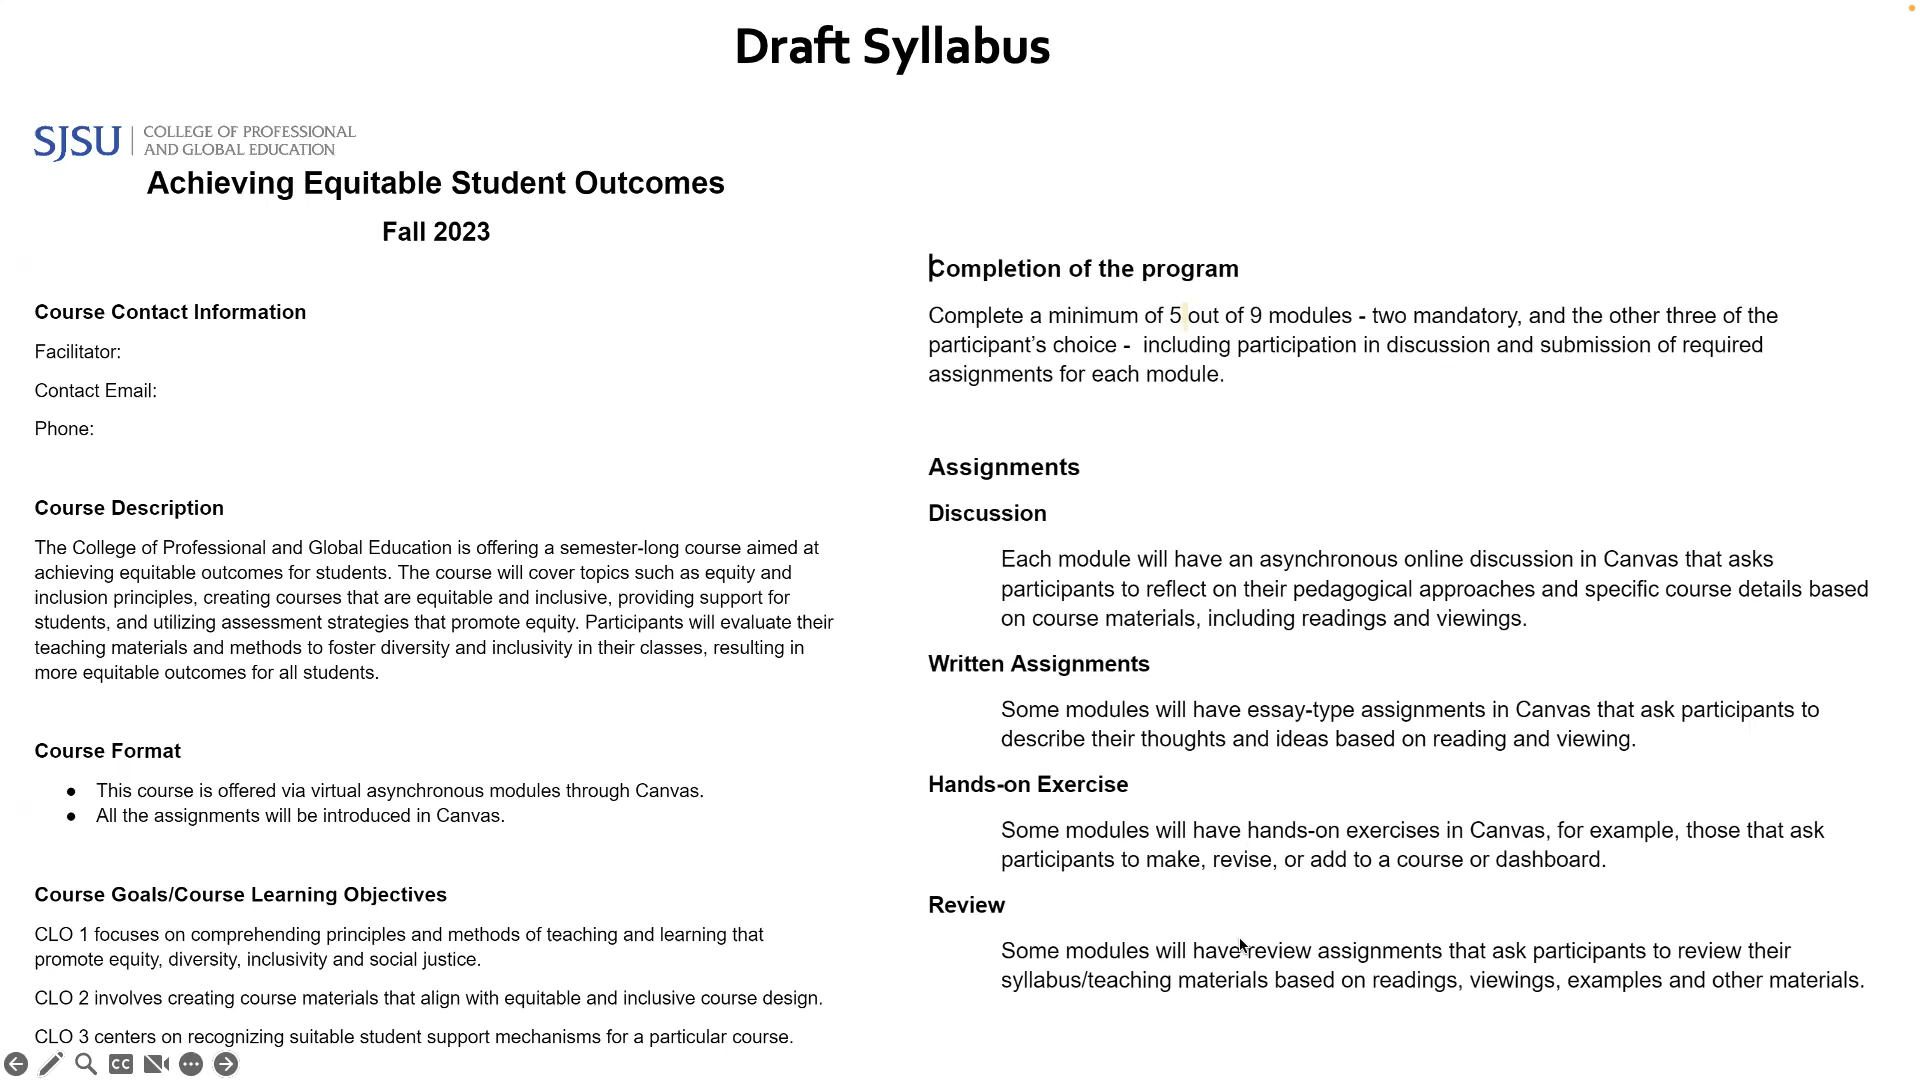 Draft Syllabus
SJSU | COLLEGE OF PROFESSIONAL
AND GLOBAL EDUCATION
Achieving Equitable Student Outcomes
Fall 2023
Course Contact Information
Facilitator:
Contact Email:
Phone:
Course Description
The College of Professional and Global Education is offering a semester-long course aimed at
achieving equitable outcomes for students. The course will cover topics such as equity and
inclusion principles, creating courses that are equitable and inclusive, providing support for
students, and utilizing assessment strategies that promote equity. Participants will evaluate their
teaching materials and methods to foster diversity and inclusivity in their classes, resulting in
more equitable outcomes for all students.
Course Format
● This course is offered via virtual asynchronous modules through Canvas.
● All the assignments will be introduced in Canvas.
Course Goals/Course Learning Objectives
CLO 1 focuses on comprehending principles and methods of teaching and learning that
promote equity, diversity, inclusivity and social justice.
CLO 2 involves creating course materials that align with equitable and inclusive course design.
CLO 3 centers on recognizing suitable student support mechanisms for a particular course.
CC
Completion of the program
Complete a minimum of 5 out of 9 modules - two mandatory, and the other three of the
participant’s choice -  including participation in discussion and submission of required
assignments for each module.
Assignments
Discussion
Each module will have an asynchronous online discussion in Canvas that asks
participants to reflect on their pedagogical approaches and specific course details based
on course materials, including readings and viewings.
Written Assignments
Some modules will have essay-type assignments in Canvas that ask participants to
describe their thoughts and ideas based on reading and viewing.
Hands-on Exercise
Some modules will have hands-on exercises in Canvas, for example, those that ask
participants to make, revise, or add to a course or dashboard.
Review
Some modules will have review assignments that ask participants to review their
syllabus/teaching materials based on readings, viewings, examples and other materials.